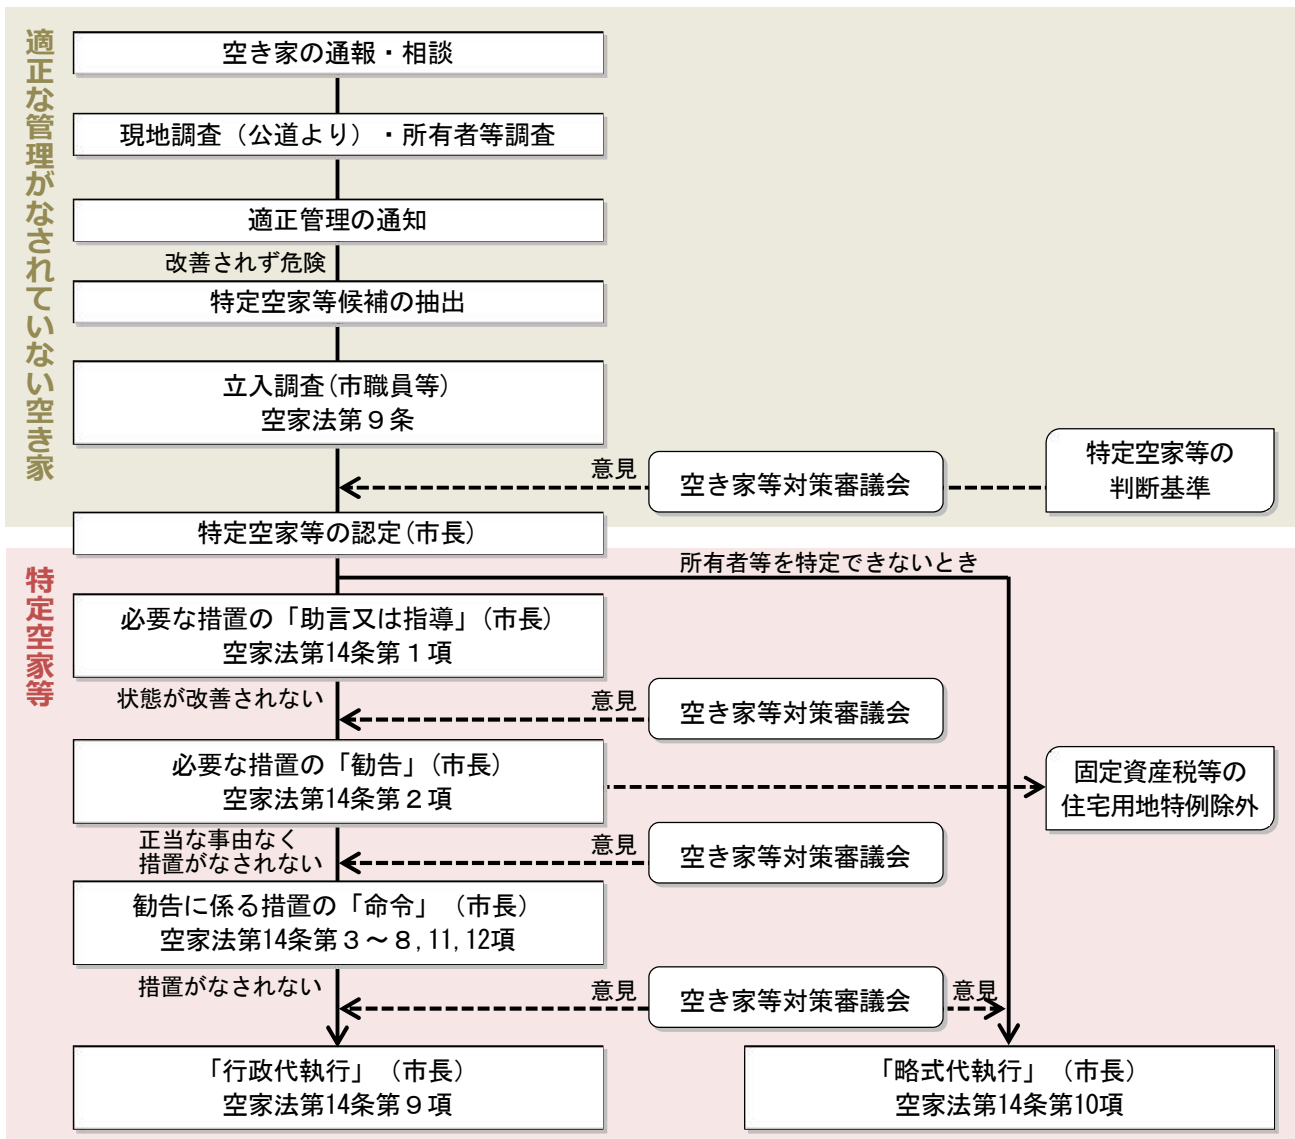 適正な管理がなされていない空き家
空き家の通報・相談
現地調査（公道より）・所有者等調査
適正管理の通知
改善されず危険
特定空家等候補の抽出
立入調査(市職員等)
空家法第９条
意見
空き家等対策審議会
特定空家等の
判断基準
特定空家等の認定(市長)
特定空家等
所有者等を特定できないとき
必要な措置の「助言又は指導」(市長)
空家法第14条第１項
状態が改善されない
意見
空き家等対策審議会
必要な措置の「勧告」(市長)
空家法第14条第２項
固定資産税等の
住宅用地特例除外
正当な事由なく
措置がなされない
意見
空き家等対策審議会
勧告に係る措置の「命令」（市長）
空家法第14条第３～８,11,12項
措置がなされない
意見
空き家等対策審議会
意見
「行政代執行」（市長）
空家法第14条第９項
「略式代執行」（市長）
空家法第14条第10項